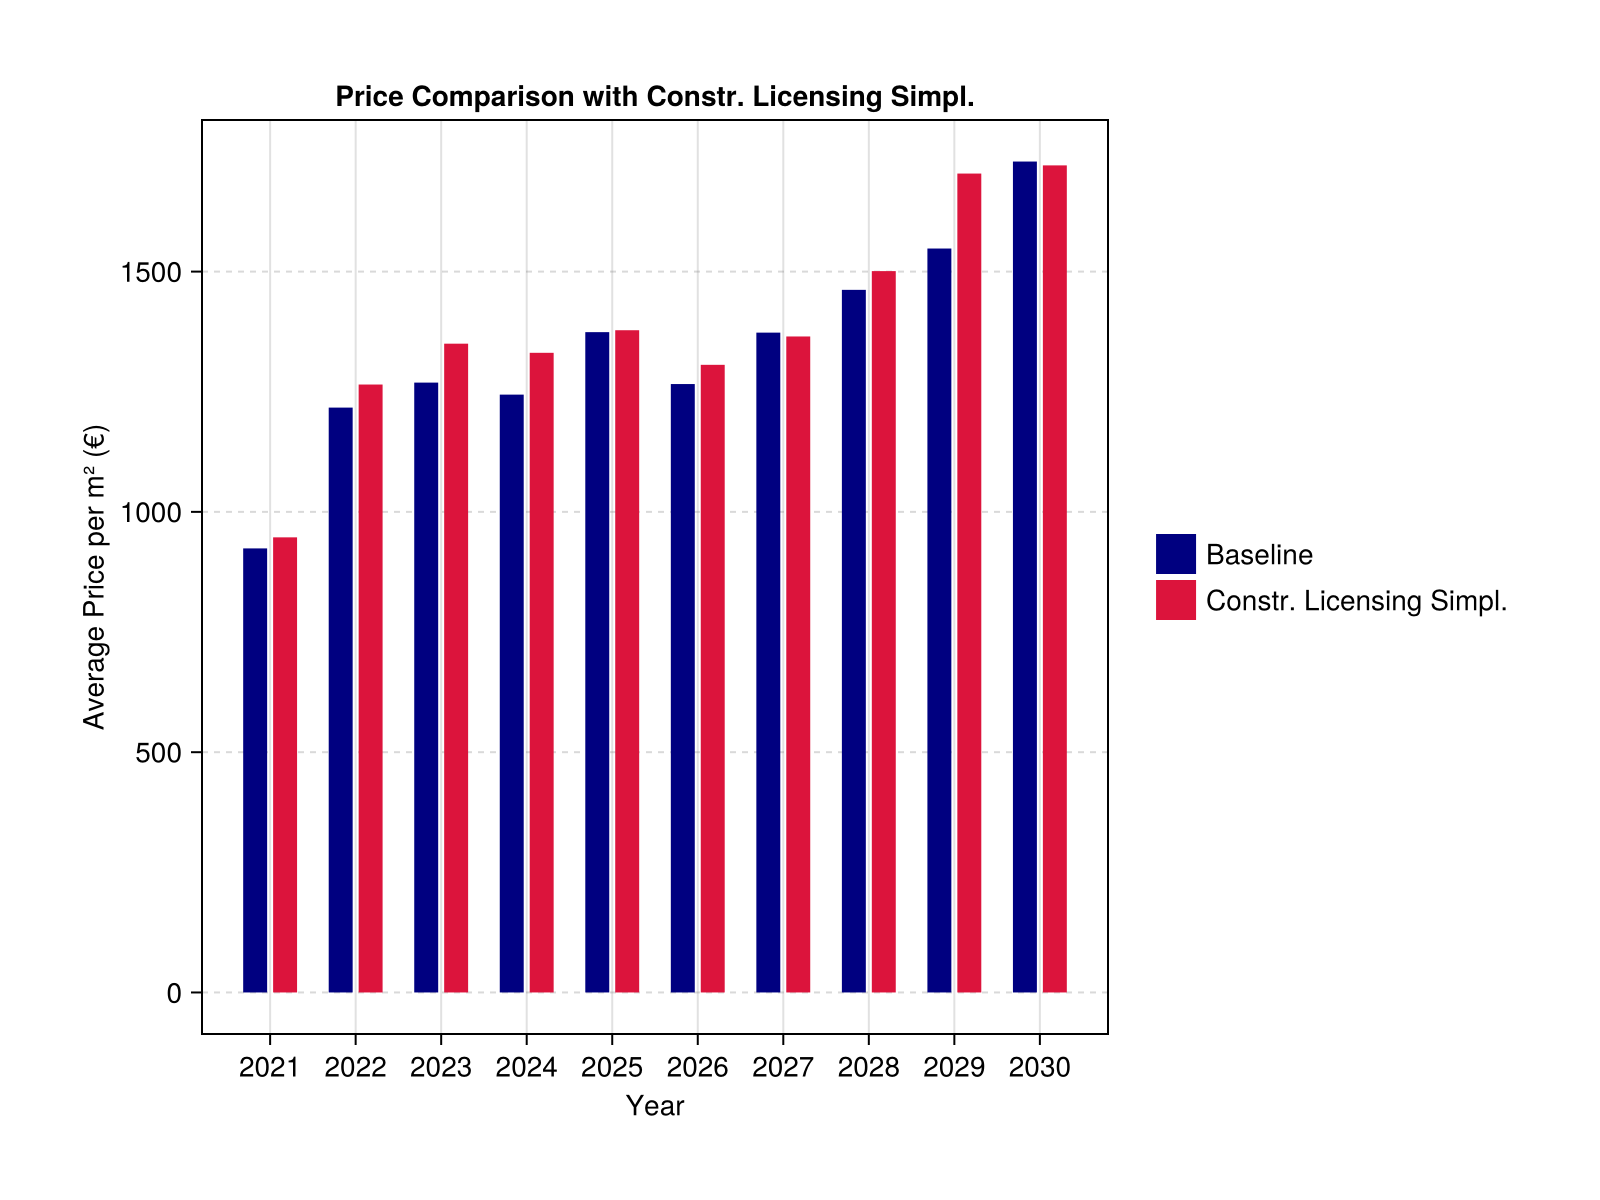 Price Comparison with Constr. Licensing Simpl.
Average Price per m² (€)
1500
1000
500
0
2021 2022 2023 2024 2025 2026 2027 2028 2029 2030
Year
Baseline
Constr. Licensing Simpl.